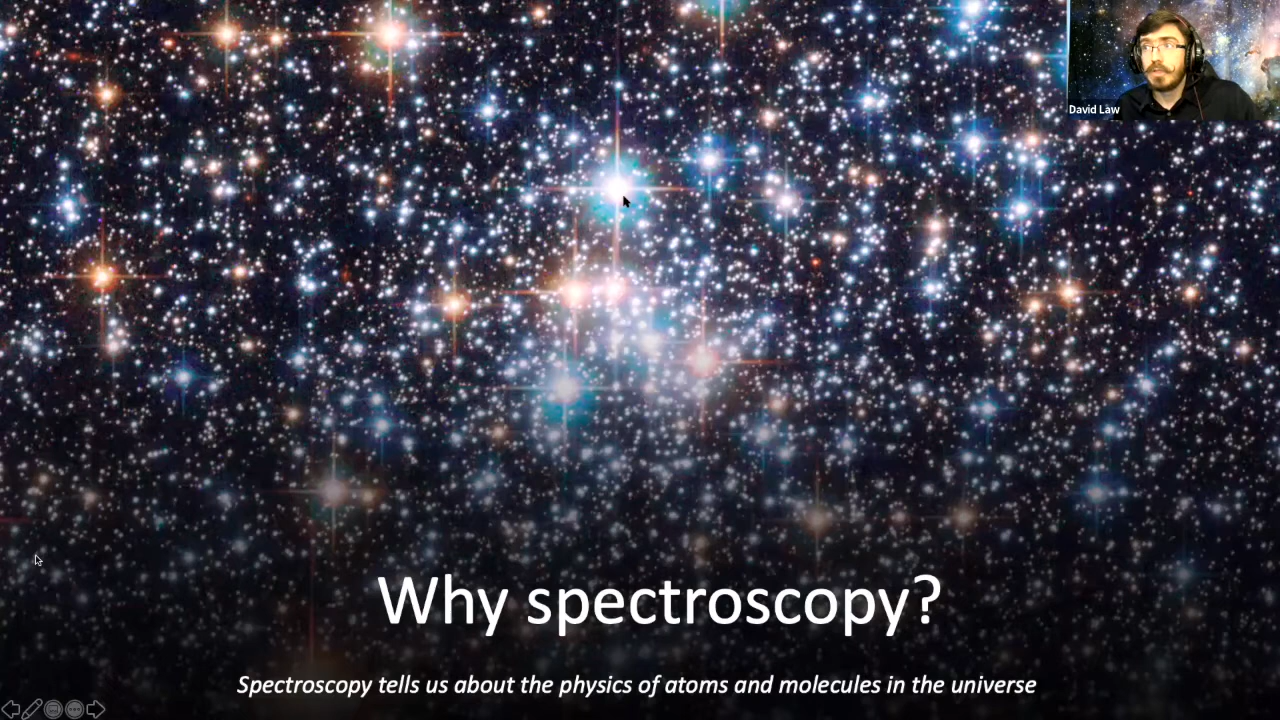 David Law
Why spectroscopy?
Spectroscopy tells us about the physics of atoms and molecules in the universe